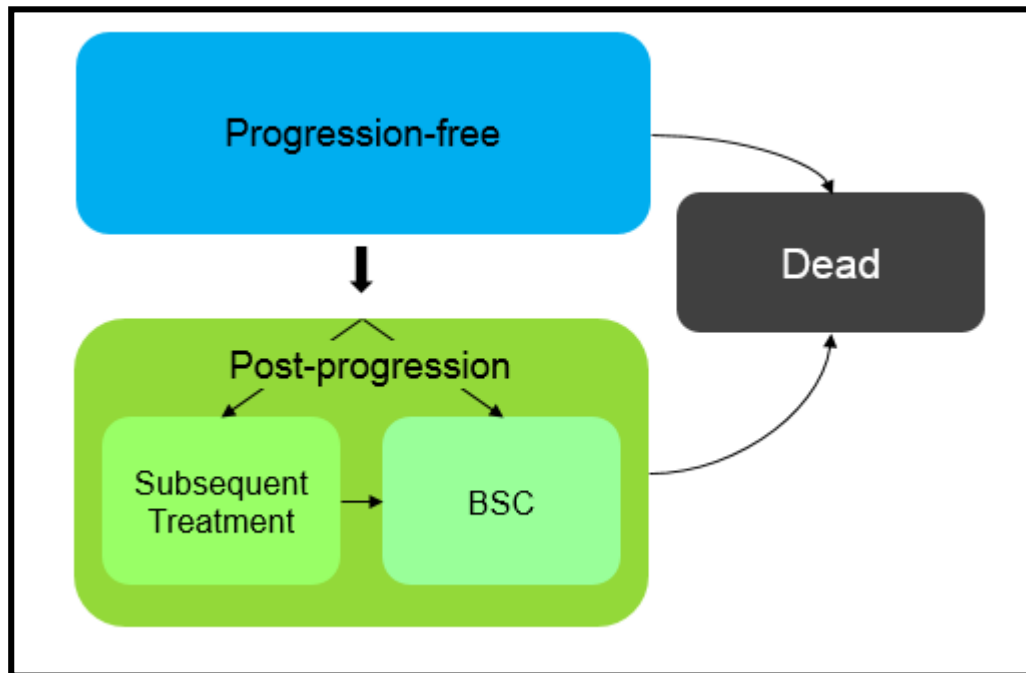 Progression-free
Dead
Post-progression
Subsequent
Treatment
BSC